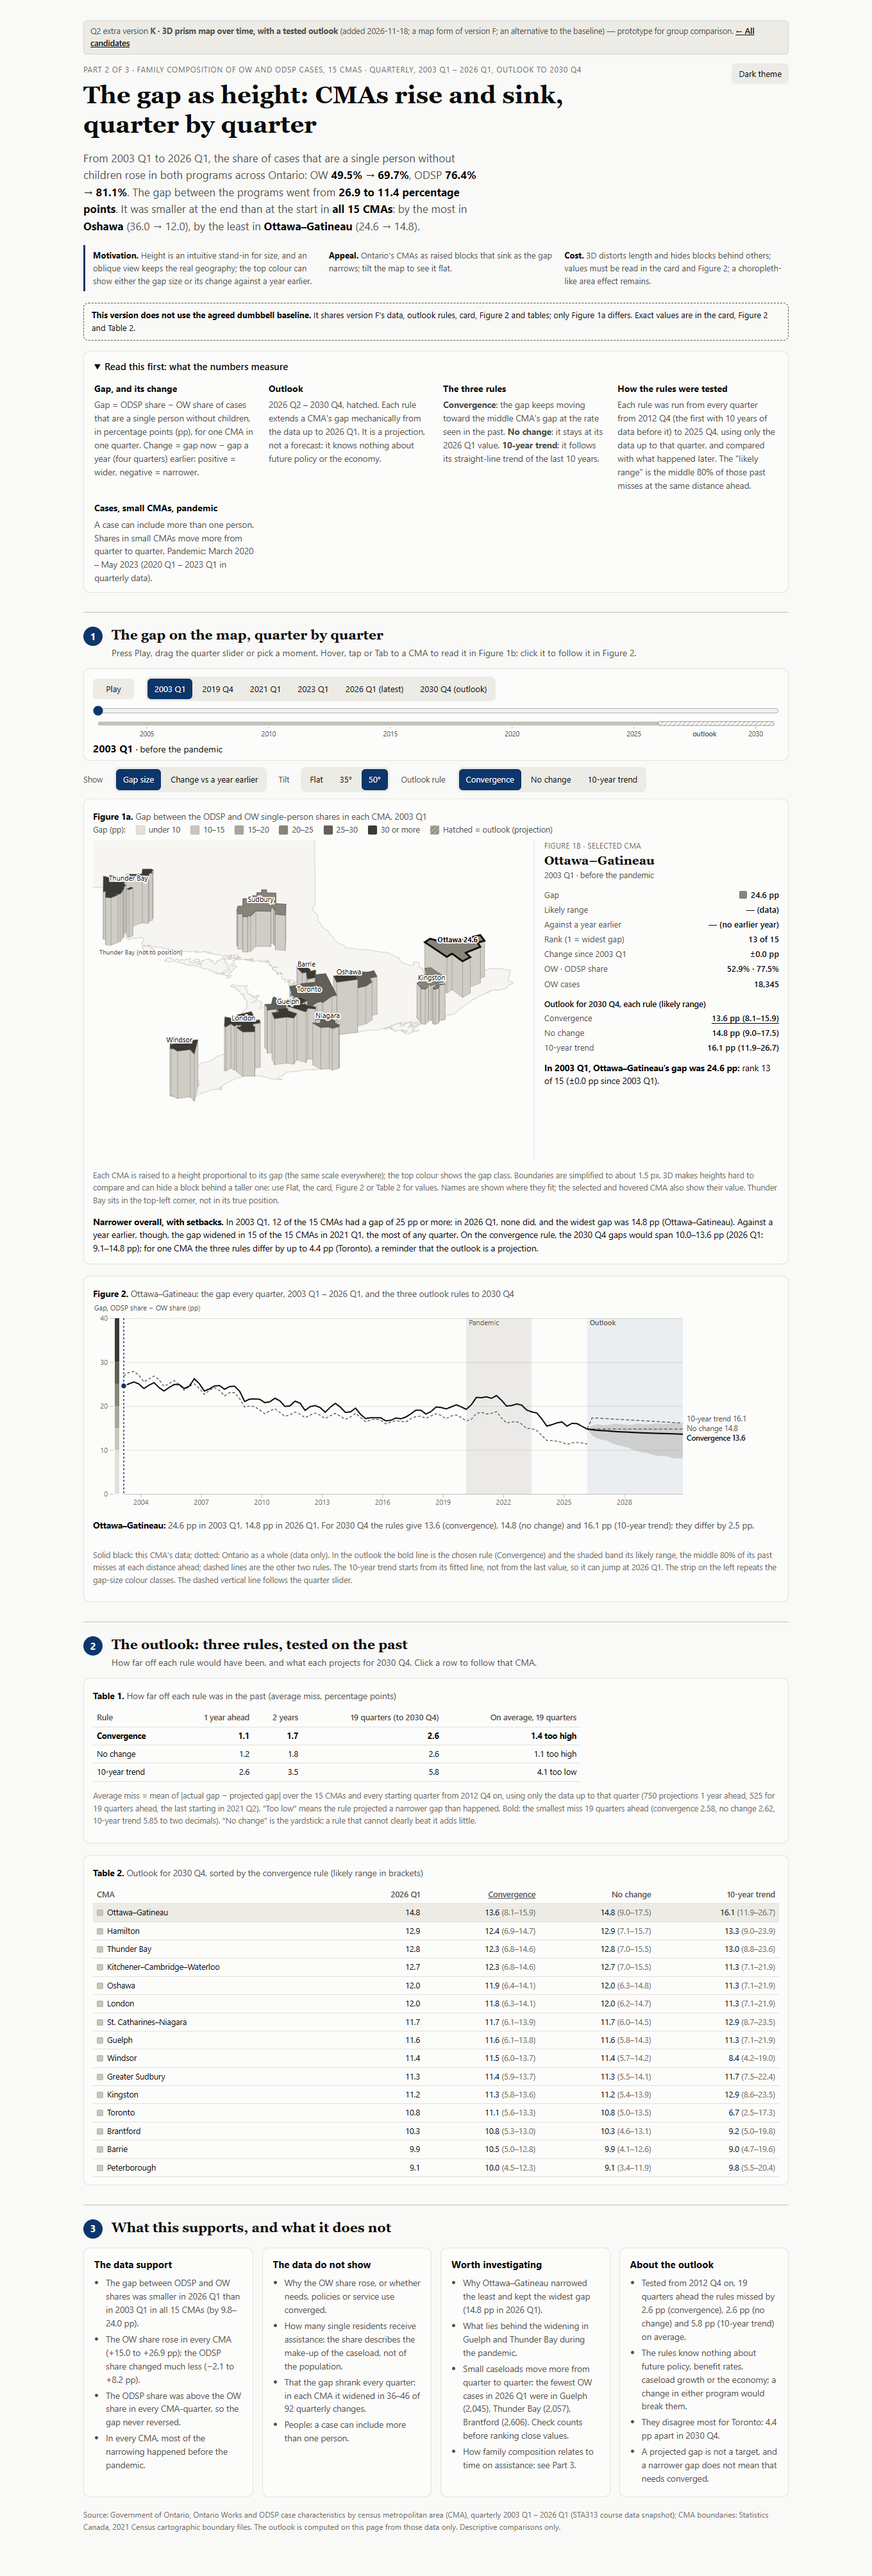 Q2 extra version K · 3D prism map over time, with a tested outlook (added 2026-11-18; a map form of version F; an alternative to the baseline) — prototype for group comparison. ← All
candidates
PART 2 OF 3 · FAMILY COMPOSITION OF OW AND ODSP CASES, 15 CMAS · QUARTERLY, 2003 Q1 – 2026 Q1, OUTLOOK TO 2030 Q4
Dark theme
The gap as height: CMAs rise and sink,
quarter by quarter
From 2003 Q1 to 2026 Q1, the share of cases that are a single person without
children rose in both programs across Ontario: OW 49.5% → 69.7%, ODSP 76.4%
→ 81.1%. The gap between the programs went from 26.9 to 11.4 percentage
points. It was smaller at the end than at the start in all 15 CMAs: by the most in
Oshawa (36.0 → 12.0), by the least in Ottawa–Gatineau (24.6 → 14.8).
Motivation. Height is an intuitive stand-in for size, and an
oblique view keeps the real geography; the top colour can
show either the gap size or its change against a year earlier.
Appeal. Ontario's CMAs as raised blocks that sink as the gap
narrows; tilt the map to see it flat.
Cost. 3D distorts length and hides blocks behind others;
values must be read in the card and Figure 2; a choropleth-
like area effect remains.
This version does not use the agreed dumbbell baseline. It shares version F's data, outlook rules, card, Figure 2 and tables; only Figure 1a differs. Exact values are in the card, Figure 2
and Table 2.
▼ Read this first: what the numbers measure
Gap, and its change
Gap = ODSP share − OW share of cases
that are a single person without children,
in percentage points (pp), for one CMA in
one quarter. Change = gap now − gap a
year (four quarters) earlier: positive =
wider, negative = narrower.
Outlook
2026 Q2 – 2030 Q4, hatched. Each rule
extends a CMA's gap mechanically from
the data up to 2026 Q1. It is a projection,
not a forecast: it knows nothing about
future policy or the economy.
The three rules
Convergence: the gap keeps moving
toward the middle CMA's gap at the rate
seen in the past. No change: it stays at its
2026 Q1 value. 10-year trend: it follows
its straight-line trend of the last 10 years.
How the rules were tested
Each rule was run from every quarter
from 2012 Q4 (the first with 10 years of
data before it) to 2025 Q4, using only the
data up to that quarter, and compared
with what happened later. The "likely
range" is the middle 80% of those past
misses at the same distance ahead.
Cases, small CMAs, pandemic
A case can include more than one person.
Shares in small CMAs move more from
quarter to quarter. Pandemic: March 2020
– May 2023 (2020 Q1 – 2023 Q1 in
quarterly data).
1 The gap on the map, quarter by quarter
Press Play, drag the quarter slider or pick a moment. Hover, tap or Tab to a CMA to read it in Figure 1b; click it to follow it in Figure 2.
Play 2003 Q1 2019 Q4 2021 Q1 2023 Q1 2026 Q1 (latest) 2030 Q4 (outlook)
2005 2010 2015 2020 2025 outlook 2030
2003 Q1 · before the pandemic
Show Gap size Change vs a year earlier Tilt Flat 35° 50° Outlook rule Convergence No change 10-year trend
Figure 1a. Gap between the ODSP and OW single-person shares in each CMA, 2003 Q1
Gap (pp): under 10 10–15 15–20 20–25 25–30 30 or more Hatched = outlook (projection)
Thunder Bay
Sudbury
Ottawa 24.6
Thunder Bay (not to position)
Barrie
Oshawa
Kingston
Toronto
Guelph
London
Niagara
Windsor
FIGURE 1B · SELECTED CMA
Ottawa–Gatineau
2003 Q1 · before the pandemic
Gap 24.6 pp
Likely range — (data)
Against a year earlier — (no earlier year)
Rank (1 = widest gap) 13 of 15
Change since 2003 Q1 ±0.0 pp
OW · ODSP share 52.9% · 77.5%
OW cases 18,345
Outlook for 2030 Q4, each rule (likely range)
Convergence 13.6 pp (8.1–15.9)
No change 14.8 pp (9.0–17.5)
10-year trend 16.1 pp (11.9–26.7)
In 2003 Q1, Ottawa–Gatineau's gap was 24.6 pp: rank 13
of 15 (±0.0 pp since 2003 Q1).
Each CMA is raised to a height proportional to its gap (the same scale everywhere); the top colour shows the gap class. Boundaries are simplified to about 1.5 px. 3D makes heights hard to
compare and can hide a block behind a taller one: use Flat, the card, Figure 2 or Table 2 for values. Names are shown where they fit; the selected and hovered CMA also show their value. Thunder
Bay sits in the top-left corner, not in its true position.
Narrower overall, with setbacks. In 2003 Q1, 12 of the 15 CMAs had a gap of 25 pp or more; in 2026 Q1, none did, and the widest gap was 14.8 pp (Ottawa–Gatineau). Against a
year earlier, though, the gap widened in 15 of the 15 CMAs in 2021 Q1, the most of any quarter. On the convergence rule, the 2030 Q4 gaps would span 10.0–13.6 pp (2026 Q1:
9.1–14.8 pp); for one CMA the three rules differ by up to 4.4 pp (Toronto), a reminder that the outlook is a projection.
Figure 2. Ottawa–Gatineau: the gap every quarter, 2003 Q1 – 2026 Q1, and the three outlook rules to 2030 Q4
Gap, ODSP share − OW share (pp)
40
30
20
10
0
Pandemic
Outlook
10-year trend 16.1
No change 14.8
Convergence 13.6
2004 2007 2010 2013 2016 2019 2022 2025 2028
Ottawa–Gatineau: 24.6 pp in 2003 Q1, 14.8 pp in 2026 Q1. For 2030 Q4 the rules give 13.6 (convergence), 14.8 (no change) and 16.1 pp (10-year trend); they differ by 2.5 pp.
Solid black: this CMA's data; dotted: Ontario as a whole (data only). In the outlook the bold line is the chosen rule (Convergence) and the shaded band its likely range, the middle 80% of its past
misses at each distance ahead; dashed lines are the other two rules. The 10-year trend starts from its fitted line, not from the last value, so it can jump at 2026 Q1. The strip on the left repeats the
gap-size colour classes. The dashed vertical line follows the quarter slider.
2 The outlook: three rules, tested on the past
How far off each rule would have been, and what each projects for 2030 Q4. Click a row to follow that CMA.
Table 1. How far off each rule was in the past (average miss, percentage points)
Rule 1 year ahead 2 years 19 quarters (to 2030 Q4) On average, 19 quarters
Convergence 1.1 1.7 2.6 1.4 too high
No change 1.2 1.8 2.6 1.1 too high
10-year trend 2.6 3.5 5.8 4.1 too low
Average miss = mean of |actual gap − projected gap| over the 15 CMAs and every starting quarter from 2012 Q4 on, using only the data up to that quarter (750 projections 1 year ahead, 525 for
19 quarters ahead, the last starting in 2021 Q2). "Too low" means the rule projected a narrower gap than happened. Bold: the smallest miss 19 quarters ahead (convergence 2.58, no change 2.62,
10-year trend 5.85 to two decimals). "No change" is the yardstick: a rule that cannot clearly beat it adds little.
Table 2. Outlook for 2030 Q4, sorted by the convergence rule (likely range in brackets)
CMA 2026 Q1 Convergence No change 10-year trend
Ottawa–Gatineau 14.8 13.6 (8.1–15.9) 14.8 (9.0–17.5) 16.1 (11.9–26.7)
Hamilton 12.9 12.4 (6.9–14.7) 12.9 (7.1–15.7) 13.3 (9.0–23.9)
Thunder Bay 12.8 12.3 (6.8–14.6) 12.8 (7.0–15.5) 13.0 (8.8–23.6)
Kitchener–Cambridge–Waterloo 12.7 12.3 (6.8–14.6) 12.7 (7.0–15.5) 11.3 (7.1–21.9)
Oshawa 12.0 11.9 (6.4–14.1) 12.0 (6.3–14.8) 11.3 (7.1–21.9)
London 12.0 11.8 (6.3–14.1) 12.0 (6.2–14.7) 11.3 (7.1–21.9)
St. Catharines–Niagara 11.7 11.7 (6.1–13.9) 11.7 (6.0–14.5) 12.9 (8.7–23.5)
Guelph 11.6 11.6 (6.1–13.8) 11.6 (5.8–14.3) 11.3 (7.1–21.9)
Windsor 11.4 11.5 (6.0–13.7) 11.4 (5.7–14.2) 8.4 (4.2–19.0)
Greater Sudbury 11.3 11.4 (5.9–13.7) 11.3 (5.5–14.1) 11.7 (7.5–22.4)
Kingston 11.2 11.3 (5.8–13.6) 11.2 (5.4–13.9) 12.9 (8.6–23.5)
Toronto 10.8 11.1 (5.6–13.3) 10.8 (5.0–13.5) 6.7 (2.5–17.3)
Brantford 10.3 10.8 (5.3–13.0) 10.3 (4.6–13.1) 9.2 (5.0–19.8)
Barrie 9.9 10.5 (5.0–12.8) 9.9 (4.1–12.6) 9.0 (4.7–19.6)
Peterborough 9.1 10.0 (4.5–12.3) 9.1 (3.4–11.9) 9.8 (5.5–20.4)
3 What this supports, and what it does not
The data support
• The gap between ODSP and OW
shares was smaller in 2026 Q1 than
in 2003 Q1 in all 15 CMAs (by 9.8–
24.0 pp).
• The OW share rose in every CMA
(+15.0 to +26.9 pp); the ODSP
share changed much less (−2.1 to
+8.2 pp).
• The ODSP share was above the OW
share in every CMA-quarter, so the
gap never reversed.
• In every CMA, most of the
narrowing happened before the
pandemic.
The data do not show
• Why the OW share rose, or whether
needs, policies or service use
converged.
• How many single residents receive
assistance: the share describes the
make-up of the caseload, not of
the population.
• That the gap shrank every quarter:
in each CMA it widened in 36–46 of
92 quarterly changes.
• People: a case can include more
than one person.
Worth investigating
• Why Ottawa–Gatineau narrowed
the least and kept the widest gap
(14.8 pp in 2026 Q1).
• What lies behind the widening in
Guelph and Thunder Bay during
the pandemic.
• Small caseloads move more from
quarter to quarter: the fewest OW
cases in 2026 Q1 were in Guelph
(2,045), Thunder Bay (2,057),
Brantford (2,606). Check counts
before ranking close values.
• How family composition relates to
time on assistance: see Part 3.
About the outlook
• Tested from 2012 Q4 on, 19
quarters ahead the rules missed by
2.6 pp (convergence), 2.6 pp (no
change) and 5.8 pp (10-year trend)
on average.
• The rules know nothing about
future policy, benefit rates,
caseload growth or the economy; a
change in either program would
break them.
• They disagree most for Toronto: 4.4
pp apart in 2030 Q4.
• A projected gap is not a target, and
a narrower gap does not mean that
needs converged.
Source: Government of Ontario, Ontario Works and ODSP case characteristics by census metropolitan area (CMA), quarterly 2003 Q1 – 2026 Q1 (STA313 course data snapshot); CMA boundaries: Statistics
Canada, 2021 Census cartographic boundary files. The outlook is computed on this page from those data only. Descriptive comparisons only.